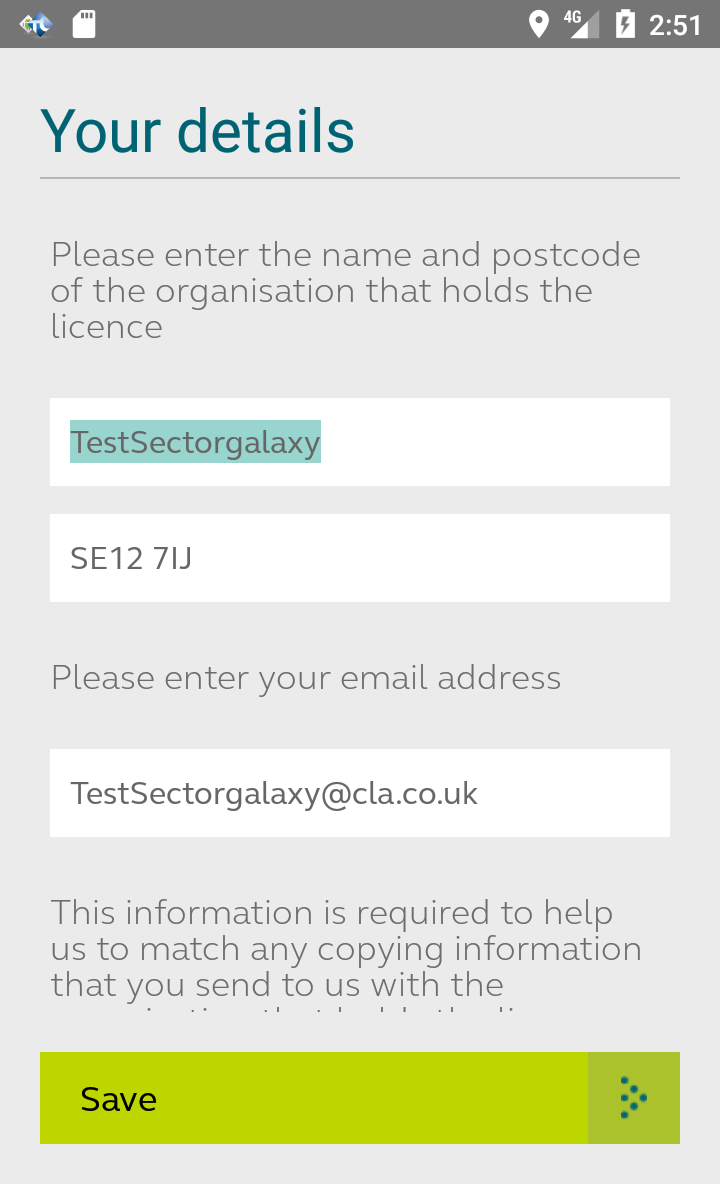 4G 2:51
Your details
Please enter the name and postcode
of the organisation that holds the
licence
TestSectorgalaxy
SE12 7IJ
Please enter your email address
TestSectorgalaxy@cla.co.uk
This information is required to help
us to match any copying information
that you send to us with the
Save